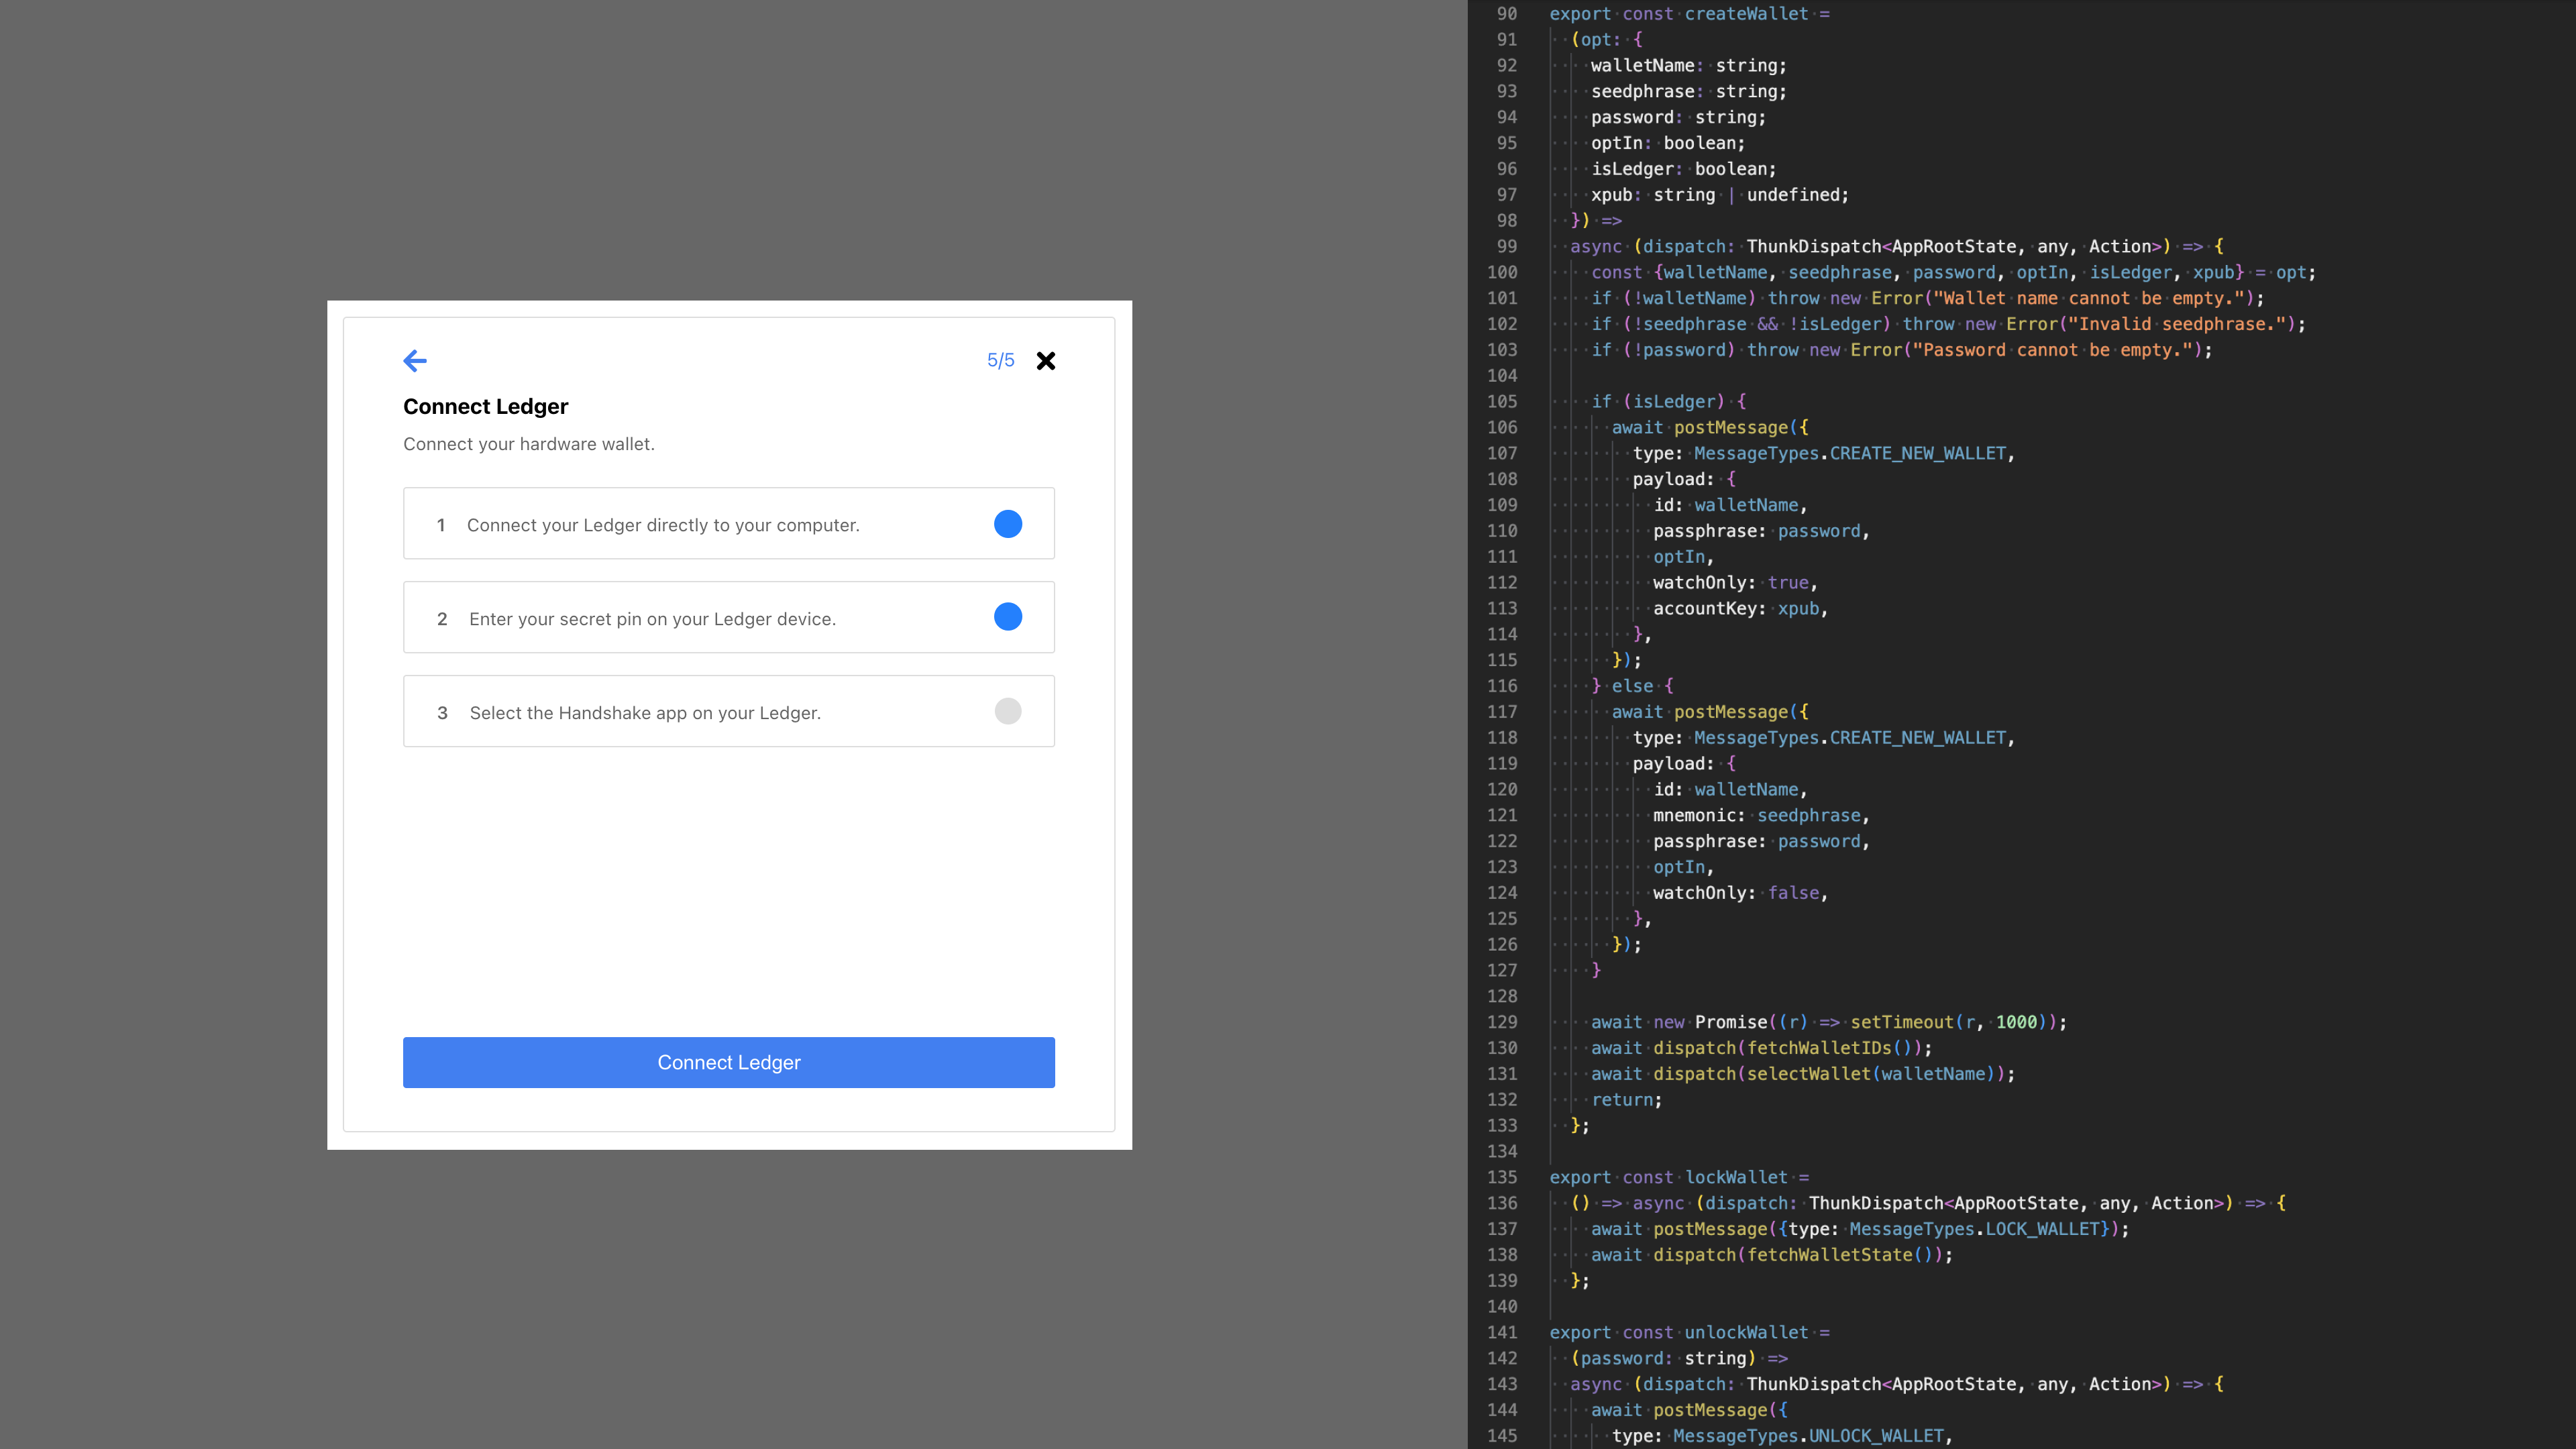 5/5
Connect Ledger
Connect your hardware wallet.
1 Connect your Ledger directly to your computer.
2 Enter your secret pin on your Ledger device.
3 Select the Handshake app on your Ledger.
Connect Ledger
90 export const createWallet =
91 (opt: {
92 walletName: string;
93 seedphrase: string;
94 password: string;
95 optIn: boolean;
96 isLedger: boolean;
97 xpub: string | undefined;
98 }) =>
99 async (dispatch: ThunkDispatch<AppRootState, any, Action>) => {
100 const {walletName, seedphrase, password, optIn, isLedger, xpub} = opt;
101 if (!walletName) throw new Error("Wallet name cannot be empty.");
102 if (!seedphrase && !isLedger) throw new Error("Invalid seedphrase.");
103 if (!password) throw new Error("Password cannot be empty.");
104
105 if (isLedger) {
106 await postMessage({
107 type: MessageTypes.CREATE_NEW_WALLET,
108 payload: {
109 id: walletName,
110 passphrase: password,
111 optIn,
112 watchOnly: true,
113 accountKey: xpub,
114 },
115 });
116 } else {
117 await postMessage({
118 type: MessageTypes.CREATE_NEW_WALLET,
119 payload: {
120 id: walletName,
121 mnemonic: seedphrase,
122 passphrase: password,
123 optIn,
124 watchOnly: false,
125 },
126 });
127 }
128
129 await new Promise((r) => setTimeout(r, 1000));
130 await dispatch(fetchWalletIDs());
131 await dispatch(selectWallet(walletName));
132 return;
133 };
134
135 export const lockWallet =
136 () => async (dispatch: ThunkDispatch<AppRootState, any, Action>) => {
137 await postMessage({type: MessageTypes.LOCK_WALLET});
138 await dispatch(fetchWalletState());
139 };
140
141 export const unlockWallet =
142 (password: string) =>
143 async (dispatch: ThunkDispatch<AppRootState, any, Action>) => {
144 await postMessage({
145 type: MessageTypes.UNLOCK_WALLET,